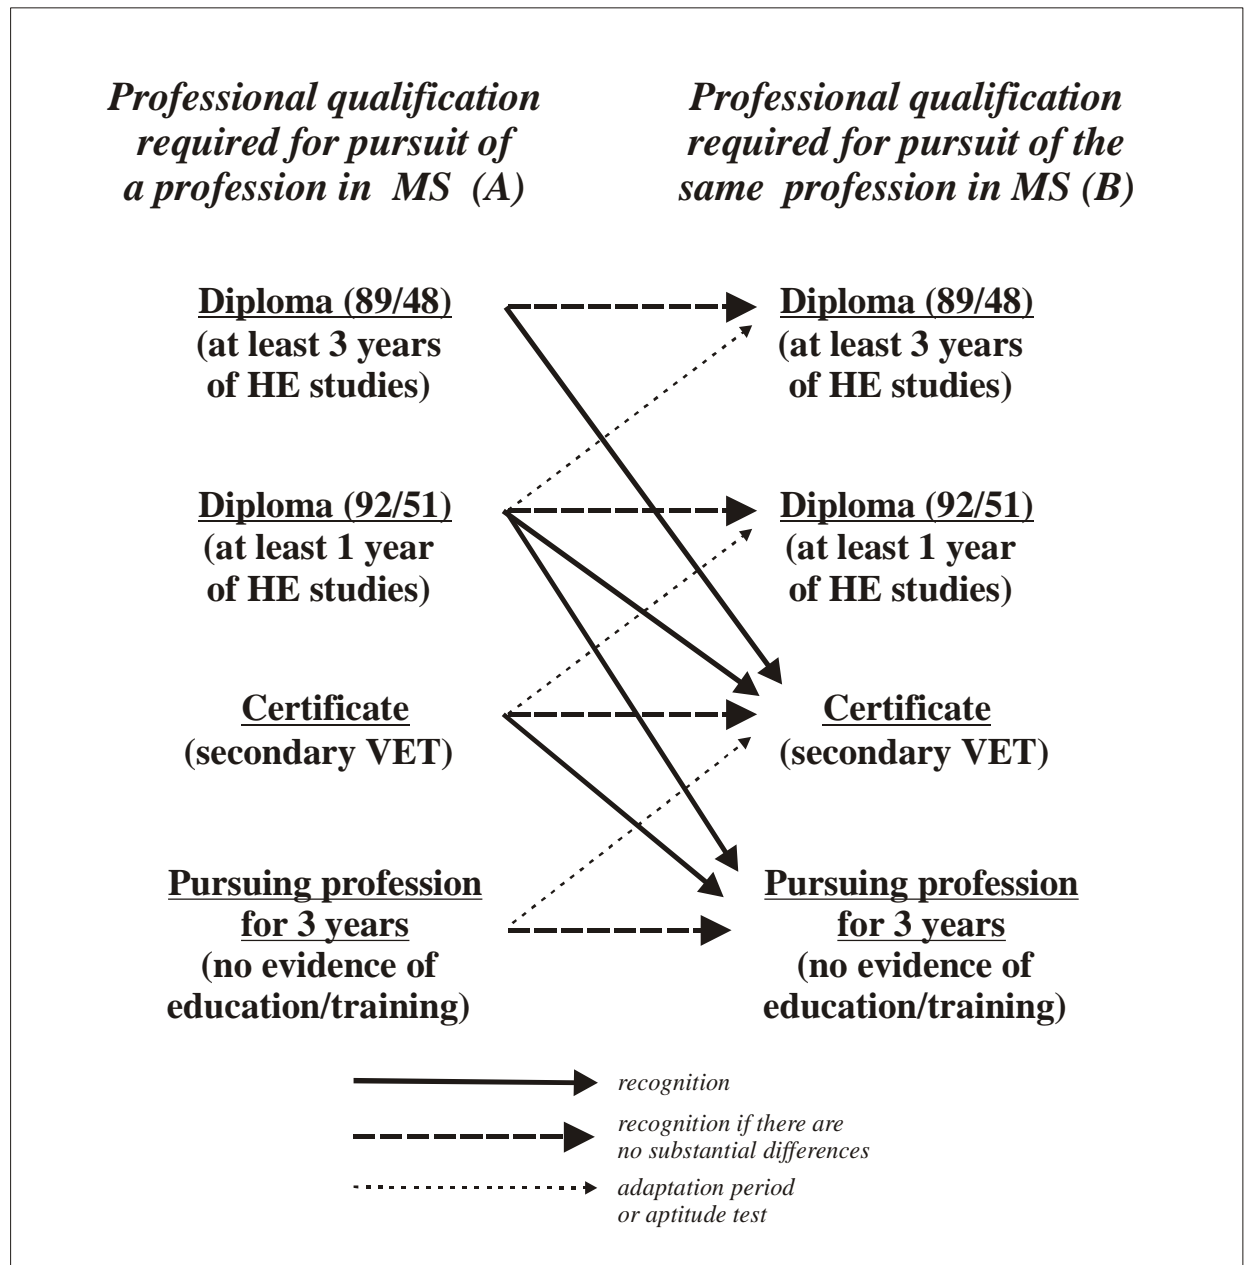 Professional qualification
required for pursuit of
a profession in MS (A)
Professional qualification
required for pursuit of the
same profession in MS (B)
Diploma (89/48)
(at least 3 years
of HE studies)
Diploma (89/48)
(at least 3 years
of HE studies)
Diploma (92/51)
(at least 1 year
of HE studies)
Diploma (92/51)
(at least 1 year
of HE studies)
Certificate
(secondary VET)
Certificate
(secondary VET)
Pursuing profession
for 3 years
(no evidence of
education/training)
Pursuing profession
for 3 years
(no evidence of
education/training)
recognition
recognition if there are
no substantial differences
adaptation period
or aptitude test